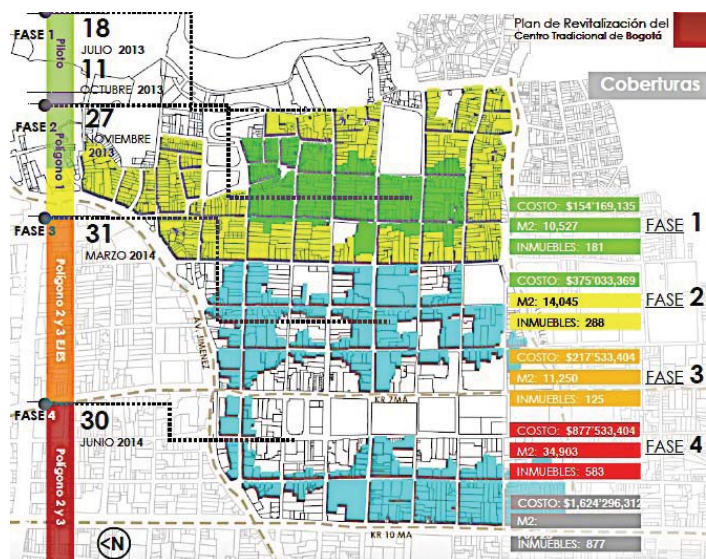 Plan de Revitalización del
Centro Tradicional de Bogotá
Coberturas
FASE 1
Piloto
18
JULIO 2013
11
OCTUBRE 2013
FASE 2
Polígono 1
27
NOVIEMBRE
2013
FASE 3
Polígono 2 y 3 EJES
31
MARZO 2014
FASE 4
Polígono 2 y 3
30
JUNIO 2014
N
AV. JIMENEZ
KR 7MA
KR 10 MA
COSTO: $154'169,135
M2: 10,527
INMUEBLES: 181
FASE 1
COSTO: $375'033,369
M2: 14,045
INMUEBLES: 288
FASE 2
COSTO: $217'533,404
M2: 11,250
INMUEBLES: 125
FASE 3
COSTO: $877'533,404
M2: 34,903
INMUEBLES: 583
FASE 4
COSTO: $1,624'296,312
M2:
INMUEBLES: 877